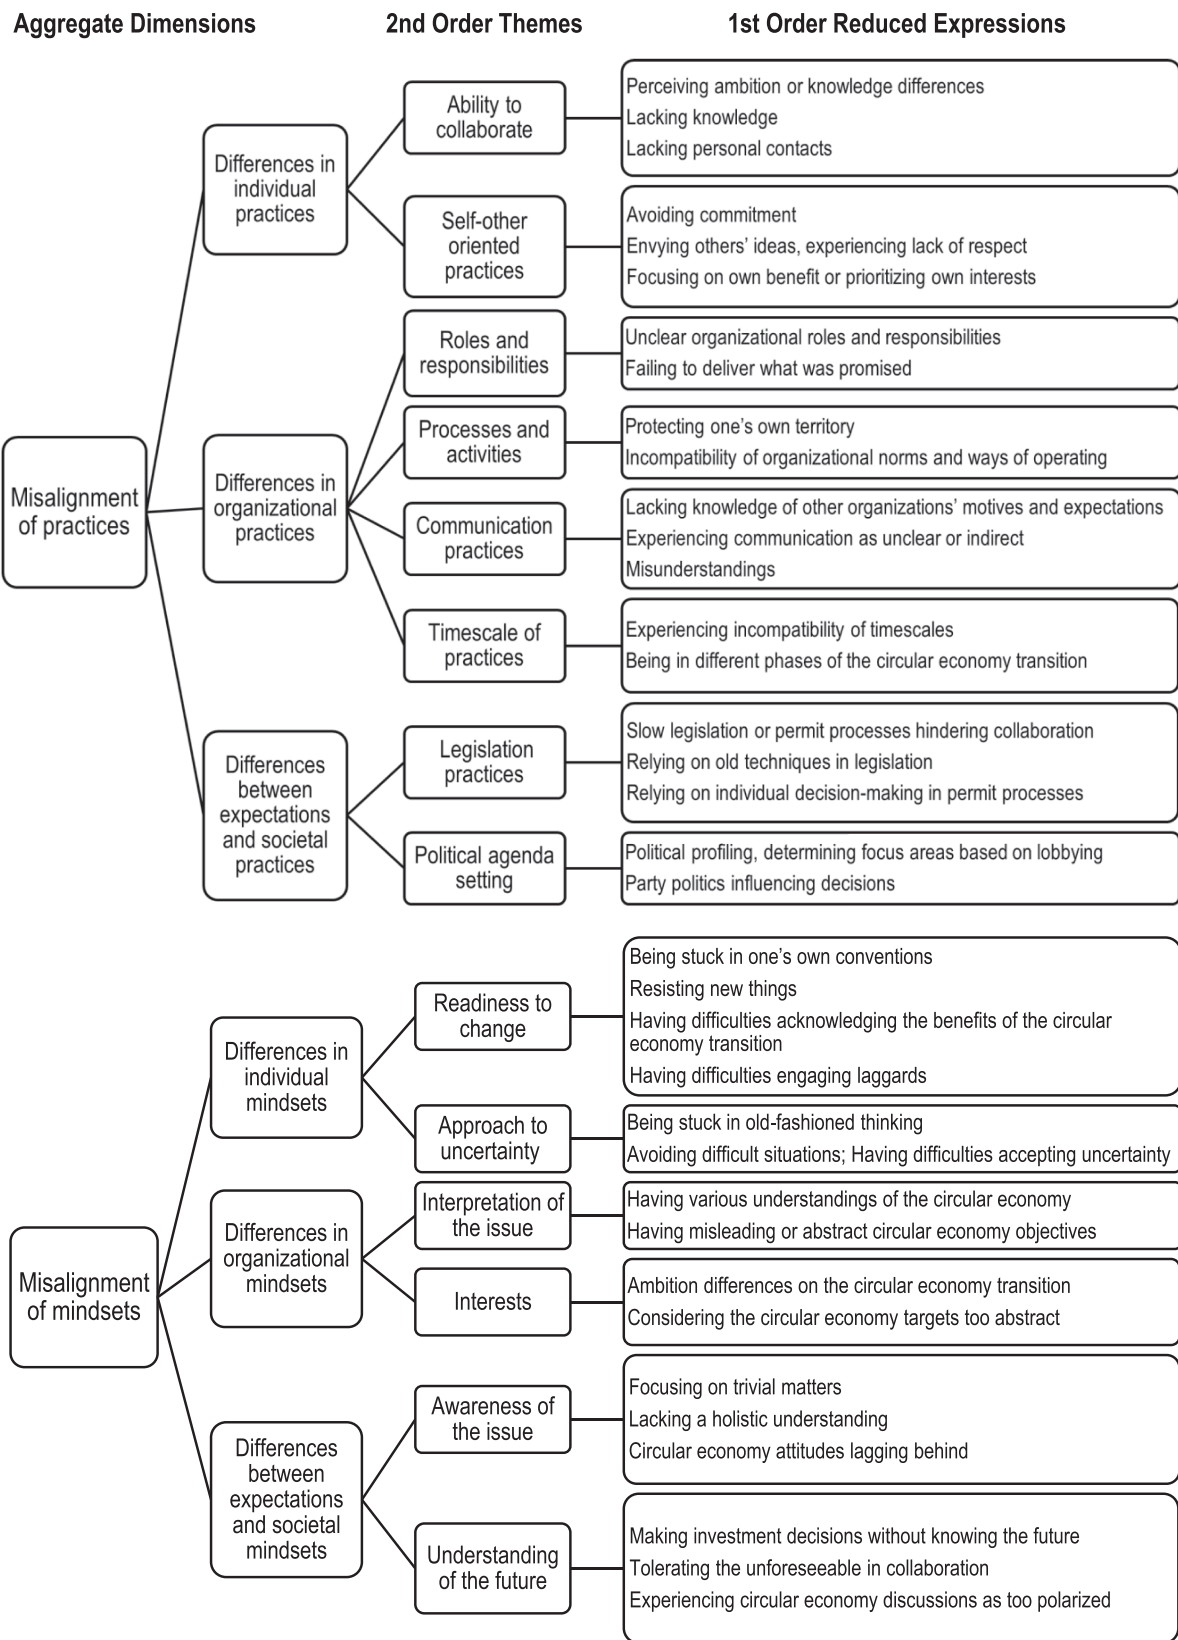 Aggregate Dimensions
2nd Order Themes
1st Order Reduced Expressions
Misalignment
of practices
Differences in
individual
practices
Ability to
collaborate
Perceiving ambition or knowledge differences
Lacking knowledge
Lacking personal contacts
Self-other
oriented
practices
Avoiding commitment
Envying others’ ideas, experiencing lack of respect
Focusing on own benefit or prioritizing own interests
Differences in
organizational
practices
Roles and
responsibilities
Unclear organizational roles and responsibilities
Failing to deliver what was promised
Processes and
activities
Protecting one’s own territory
Incompatibility of organizational norms and ways of operating
Communication
practices
Lacking knowledge of other organizations’ motives and expectations
Experiencing communication as unclear or indirect
Misunderstandings
Timescale of
practices
Experiencing incompatibility of timescales
Being in different phases of the circular economy transition
Differences
between
expectations
and societal
practices
Legislation
practices
Slow legislation or permit processes hindering collaboration
Relying on old techniques in legislation
Relying on individual decision-making in permit processes
Political agenda
setting
Political profiling, determining focus areas based on lobbying
Party politics influencing decisions
Misalignment
of mindsets
Differences in
individual
mindsets
Readiness to
change
Being stuck in one’s own conventions
Resisting new things
Having difficulties acknowledging the benefits of the circular
economy transition
Having difficulties engaging laggards
Approach to
uncertainty
Being stuck in old-fashioned thinking
Avoiding difficult situations; Having difficulties accepting uncertainty
Differences in
organizational
mindsets
Interpretation of
the issue
Having various understandings of the circular economy
Having misleading or abstract circular economy objectives
Interests
Ambition differences on the circular economy transition
Considering the circular economy targets too abstract
Differences
between
expectations
and societal
mindsets
Awareness of
the issue
Focusing on trivial matters
Lacking a holistic understanding
Circular economy attitudes lagging behind
Understanding
of the future
Making investment decisions without knowing the future
Tolerating the unforeseeable in collaboration
Experiencing circular economy discussions as too polarized